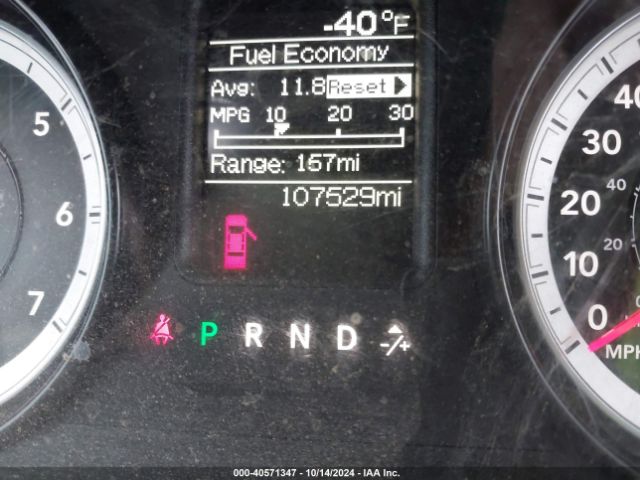 -40°F
Fuel Economy
Avg: 11.8 Reset
MPG 10 20 30
Range: 157mi
107529mi
5
6
7
P R N D -/+
40
30
20
10
0
40
20
MPH
000-40571347 - 10/14/2024 - IAA Inc.